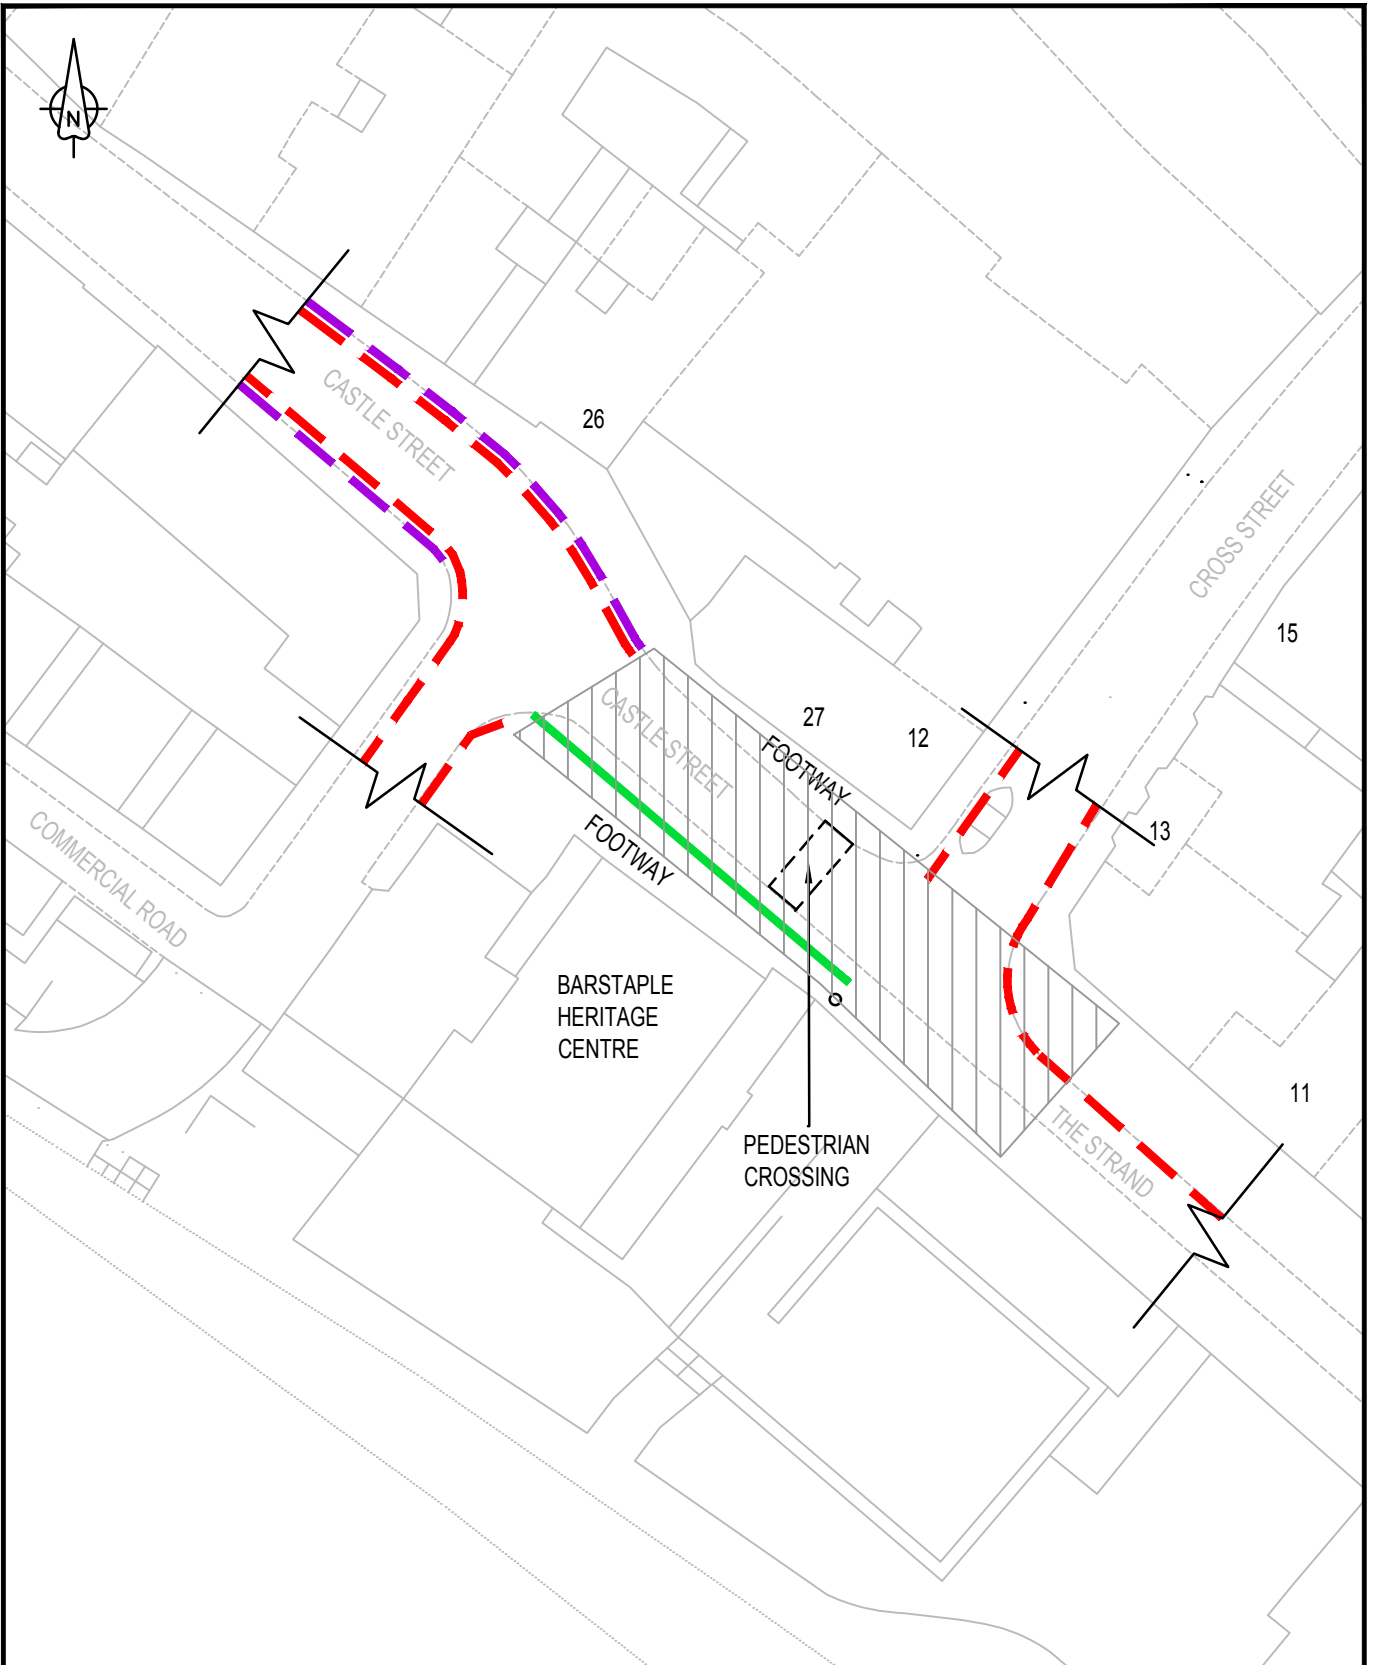 N
CASTLE STREET
26
CROSS STREET
15
CASTLE STREET
27
12
FOOTWAY
13
FOOTWAY
COMMERCIAL ROAD
BARSTAPLE
HERITAGE
CENTRE
11
THE STRAND
PEDESTRIAN
CROSSING